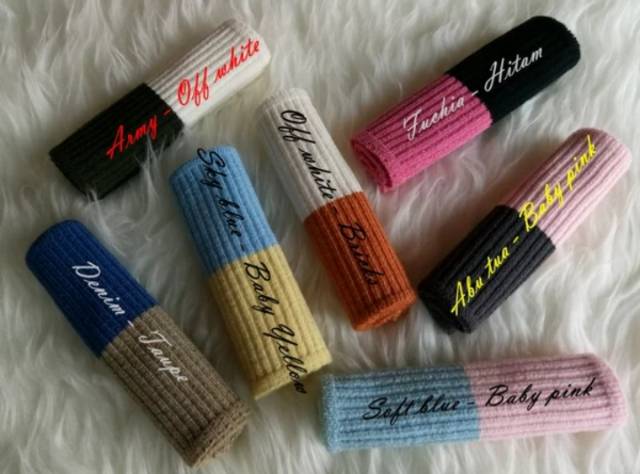 Army - Off white
Fuchia - Hitam
Off white - Bricks
Sky blue - Baby Yellow
Abu tua - Baby pink
Denim - Taupe
Soft blue - Baby pink